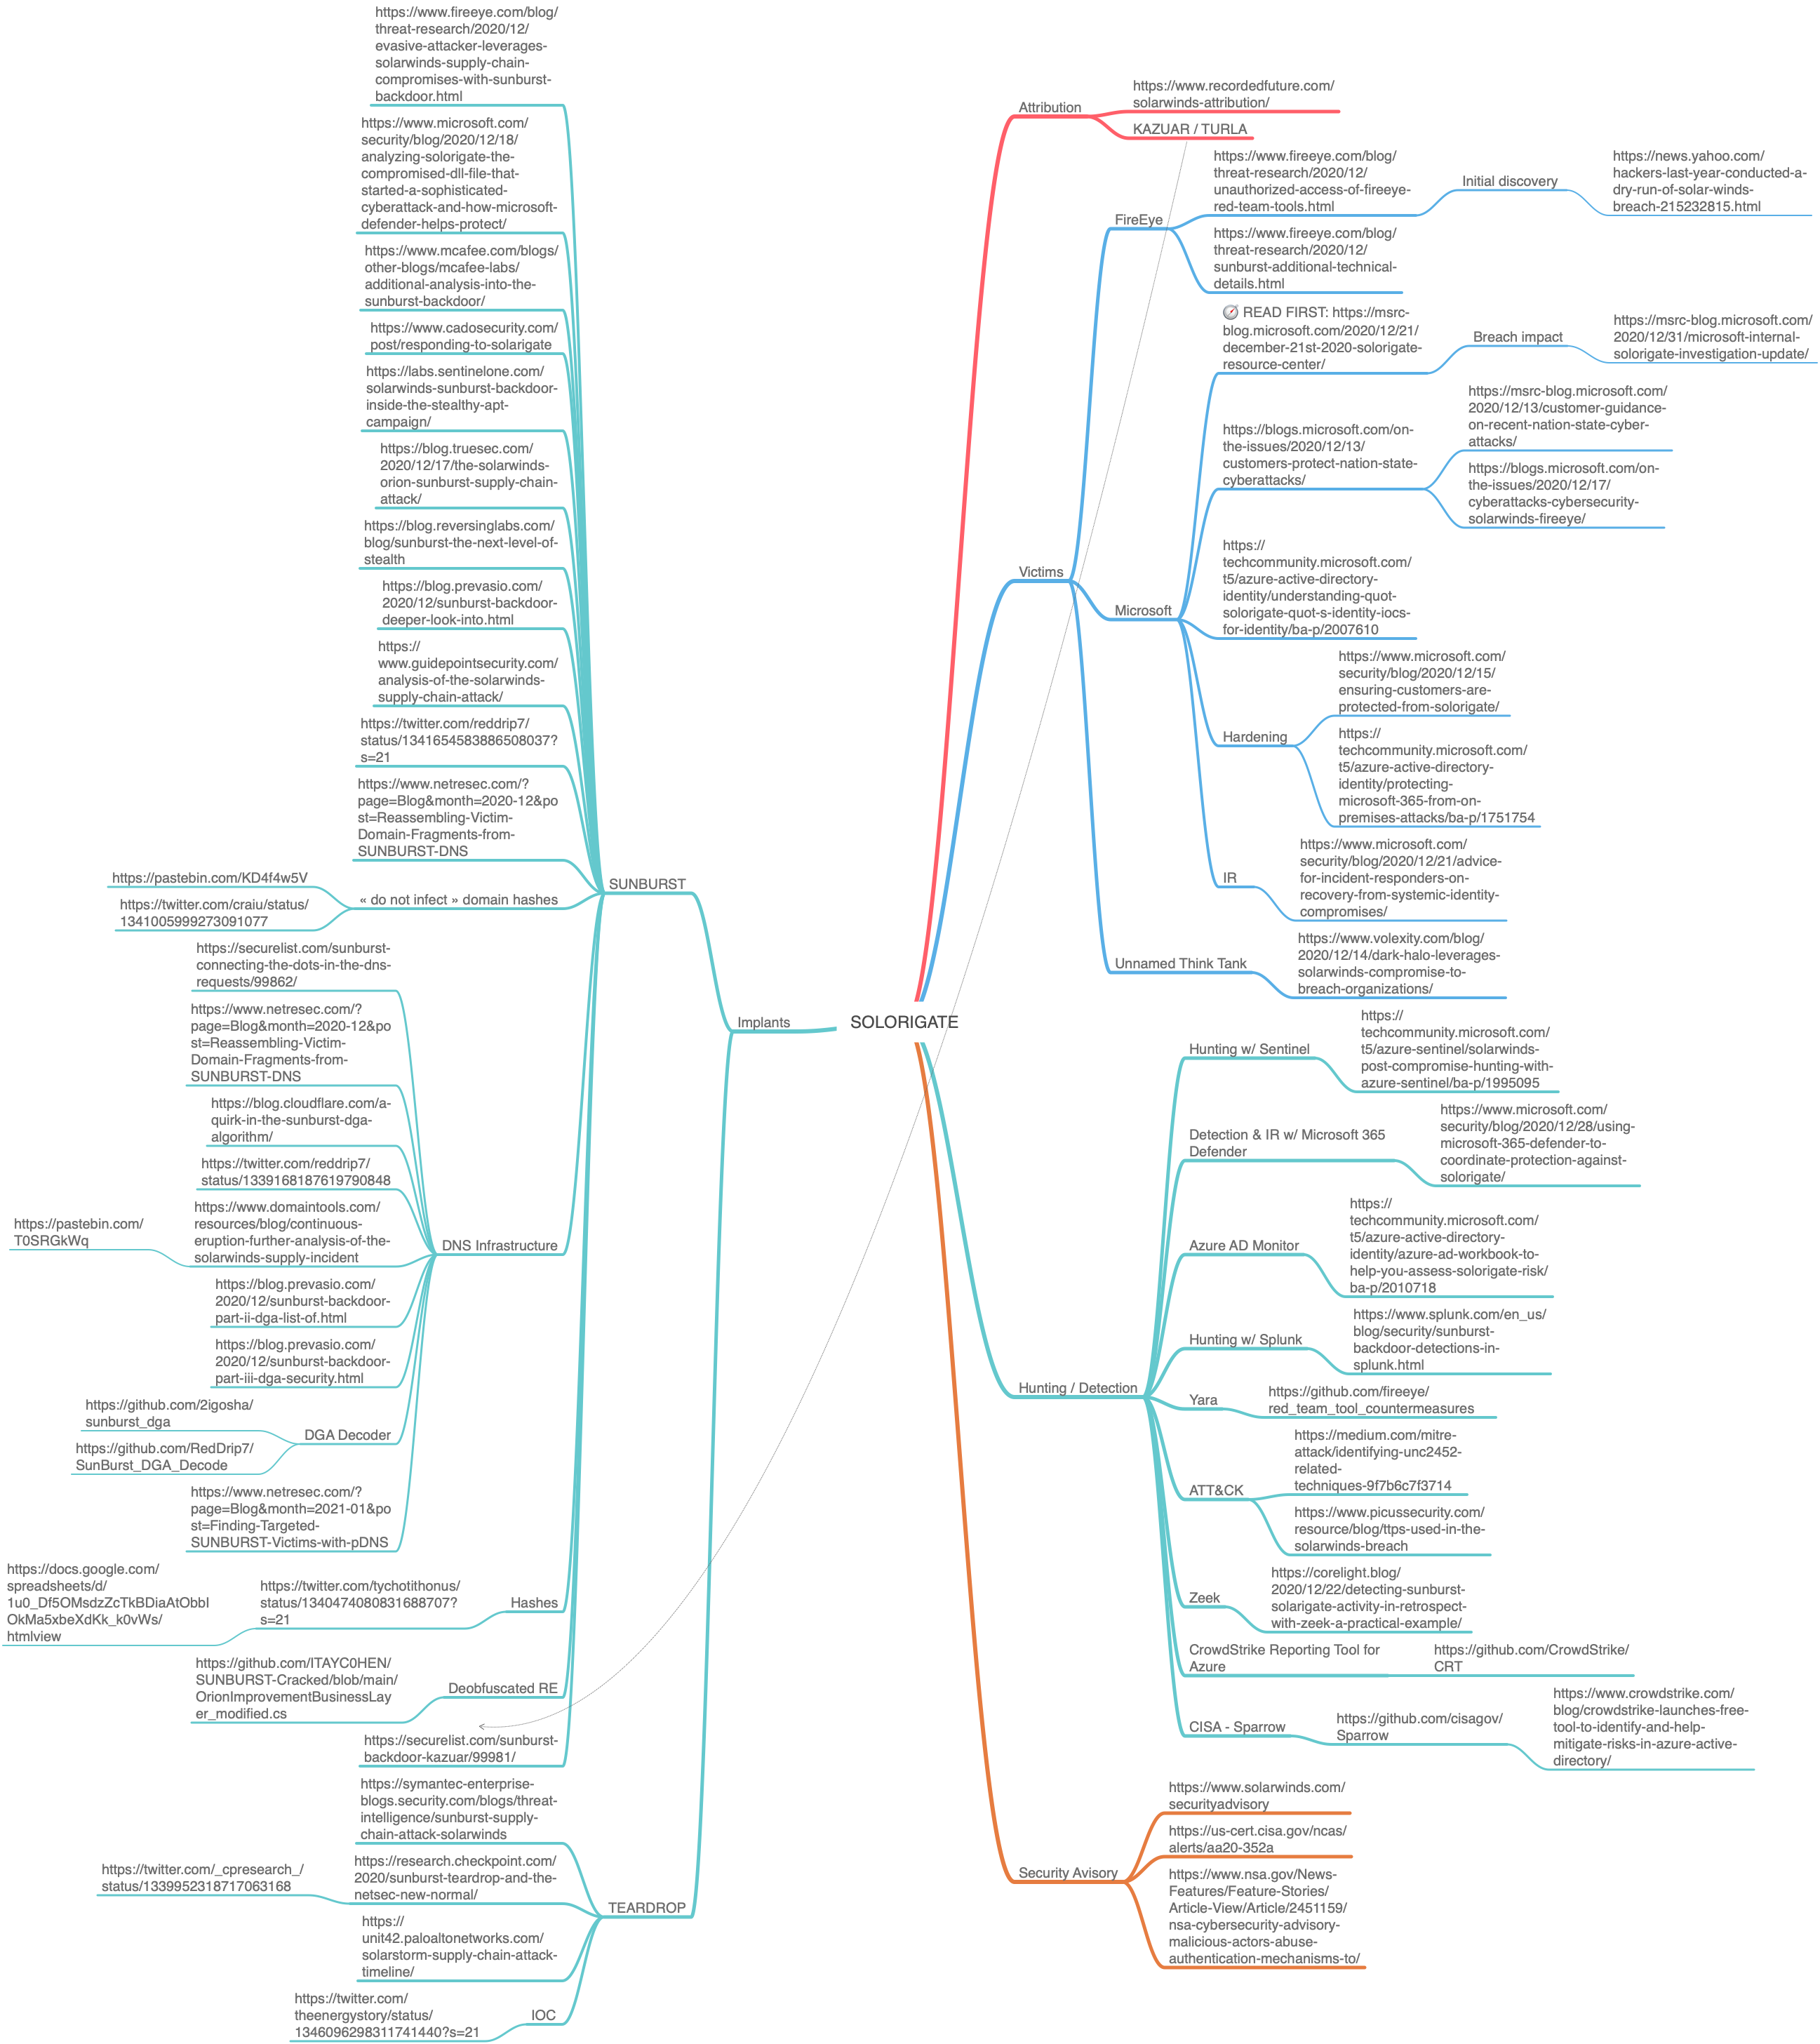 SOLORIGATE
Attribution
https://www.recordedfuture.com/
solarwinds-attribution/
KAZUAR / TURLA
Victims
FireEye
https://www.fireeye.com/blog/
threat-research/2020/12/
unauthorized-access-of-fireeye-
red-team-tools.html
Initial discovery
https://news.yahoo.com/
hackers-last-year-conducted-a-
dry-run-of-solar-winds-
breach-215232815.html
https://www.fireeye.com/blog/
threat-research/2020/12/
sunburst-additional-technical-
details.html
Microsoft
🧭 READ FIRST: https://msrc-
blog.microsoft.com/2020/12/21/
december-21st-2020-solorigate-
resource-center/
Breach impact
https://msrc-blog.microsoft.com/
2020/12/31/microsoft-internal-
solorigate-investigation-update/
https://blogs.microsoft.com/on-
the-issues/2020/12/13/
customers-protect-nation-state-
cyberattacks/
https://msrc-blog.microsoft.com/
2020/12/13/customer-guidance-
on-recent-nation-state-cyber-
attacks/
https://blogs.microsoft.com/on-
the-issues/2020/12/17/
cyberattacks-cybersecurity-
solarwinds-fireeye/
https://
techcommunity.microsoft.com/
t5/azure-active-directory-
identity/understanding-quot-
solorigate-quot-s-identity-iocs-
for-identity/ba-p/2007610
Hardening
https://www.microsoft.com/
security/blog/2020/12/15/
ensuring-customers-are-
protected-from-solorigate/
https://
techcommunity.microsoft.com/
t5/azure-active-directory-
identity/protecting-
microsoft-365-from-on-
premises-attacks/ba-p/1751754
IR
https://www.microsoft.com/
security/blog/2020/12/21/advice-
for-incident-responders-on-
recovery-from-systemic-identity-
compromises/
Unnamed Think Tank
https://www.volexity.com/blog/
2020/12/14/dark-halo-leverages-
solarwinds-compromise-to-
breach-organizations/
Hunting / Detection
Hunting w/ Sentinel
https://
techcommunity.microsoft.com/
t5/azure-sentinel/solarwinds-
post-compromise-hunting-with-
azure-sentinel/ba-p/1995095
Detection & IR w/ Microsoft 365
Defender
https://www.microsoft.com/
security/blog/2020/12/28/using-
microsoft-365-defender-to-
coordinate-protection-against-
solorigate/
Azure AD Monitor
https://
techcommunity.microsoft.com/
t5/azure-active-directory-
identity/azure-ad-workbook-to-
help-you-assess-solorigate-risk/
ba-p/2010718
Hunting w/ Splunk
https://www.splunk.com/en_us/
blog/security/sunburst-
backdoor-detections-in-
splunk.html
Yara
https://github.com/fireeye/
red_team_tool_countermeasures
ATT&CK
https://medium.com/mitre-
attack/identifying-unc2452-
related-
techniques-9f7b6c7f3714
https://www.picussecurity.com/
resource/blog/ttps-used-in-the-
solarwinds-breach
Zeek
https://corelight.blog/
2020/12/22/detecting-sunburst-
solarigate-activity-in-retrospect-
with-zeek-a-practical-example/
CrowdStrike Reporting Tool for
Azure
https://github.com/CrowdStrike/
CRT
CISA - Sparrow
https://github.com/cisagov/
Sparrow
https://www.crowdstrike.com/
blog/crowdstrike-launches-free-
tool-to-identify-and-help-
mitigate-risks-in-azure-active-
directory/
Security Avisory
https://www.solarwinds.com/
securityadvisory
https://us-cert.cisa.gov/ncas/
alerts/aa20-352a
https://www.nsa.gov/News-
Features/Feature-Stories/
Article-View/Article/2451159/
nsa-cybersecurity-advisory-
malicious-actors-abuse-
authentication-mechanisms-to/
Implants
SUNBURST
https://www.fireeye.com/blog/
threat-research/2020/12/
evasive-attacker-leverages-
solarwinds-supply-chain-
compromises-with-sunburst-
backdoor.html
https://www.microsoft.com/
security/blog/2020/12/18/
analyzing-solorigate-the-
compromised-dll-file-that-
started-a-sophisticated-
cyberattack-and-how-microsoft-
defender-helps-protect/
https://www.mcafee.com/blogs/
other-blogs/mcafee-labs/
additional-analysis-into-the-
sunburst-backdoor/
https://www.cadosecurity.com/
post/responding-to-solarigate
https://labs.sentinelone.com/
solarwinds-sunburst-backdoor-
inside-the-stealthy-apt-
campaign/
https://blog.truesec.com/
2020/12/17/the-solarwinds-
orion-sunburst-supply-chain-
attack/
https://blog.reversinglabs.com/
blog/sunburst-the-next-level-of-
stealth
https://blog.prevasio.com/
2020/12/sunburst-backdoor-
deeper-look-into.html
https://
www.guidepointsecurity.com/
analysis-of-the-solarwinds-
supply-chain-attack/
https://twitter.com/reddrip7/
status/1341654583886508037?
s=21
https://www.netresec.com/?
page=Blog&month=2020-12&po
st=Reassembling-Victim-
Domain-Fragments-from-
SUNBURST-DNS
« do not infect » domain hashes
https://pastebin.com/KD4f4w5V
https://twitter.com/craiu/status/
1341005999273091077
DNS Infrastructure
https://securelist.com/sunburst-
connecting-the-dots-in-the-dns-
requests/99862/
https://www.netresec.com/?
page=Blog&month=2020-12&po
st=Reassembling-Victim-
Domain-Fragments-from-
SUNBURST-DNS
https://blog.cloudflare.com/a-
quirk-in-the-sunburst-dga-
algorithm/
https://twitter.com/reddrip7/
status/1339168187619790848
https://www.domaintools.com/
resources/blog/continuous-
eruption-further-analysis-of-the-
solarwinds-supply-incident
https://pastebin.com/
T0SRGkWq
https://blog.prevasio.com/
2020/12/sunburst-backdoor-
part-ii-dga-list-of.html
https://blog.prevasio.com/
2020/12/sunburst-backdoor-
part-iii-dga-security.html
DGA Decoder
https://github.com/2igosha/
sunburst_dga
https://github.com/RedDrip7/
SunBurst_DGA_Decode
https://www.netresec.com/?
page=Blog&month=2021-01&po
st=Finding-Targeted-
SUNBURST-Victims-with-pDNS
Hashes
https://twitter.com/tychotithonus/
status/1340474080831688707?
s=21
https://docs.google.com/
spreadsheets/d/
1u0_Df5OMsdzZcTkBDiaAtObbI
OkMa5xbeXdKk_k0vWs/
htmlview
Deobfuscated RE
https://github.com/ITAYC0HEN/
SUNBURST-Cracked/blob/main/
OrionImprovementBusinessLay
er_modified.cs
https://securelist.com/sunburst-
backdoor-kazuar/99981/
TEARDROP
https://symantec-enterprise-
blogs.security.com/blogs/threat-
intelligence/sunburst-supply-
chain-attack-solarwinds
https://research.checkpoint.com/
2020/sunburst-teardrop-and-the-
netsec-new-normal/
https://twitter.com/_cpresearch_/
status/1339952318717063168
https://
unit42.paloaltonetworks.com/
solarstorm-supply-chain-attack-
timeline/
IOC
https://twitter.com/
theenergystory/status/
1346096298311741440?s=21